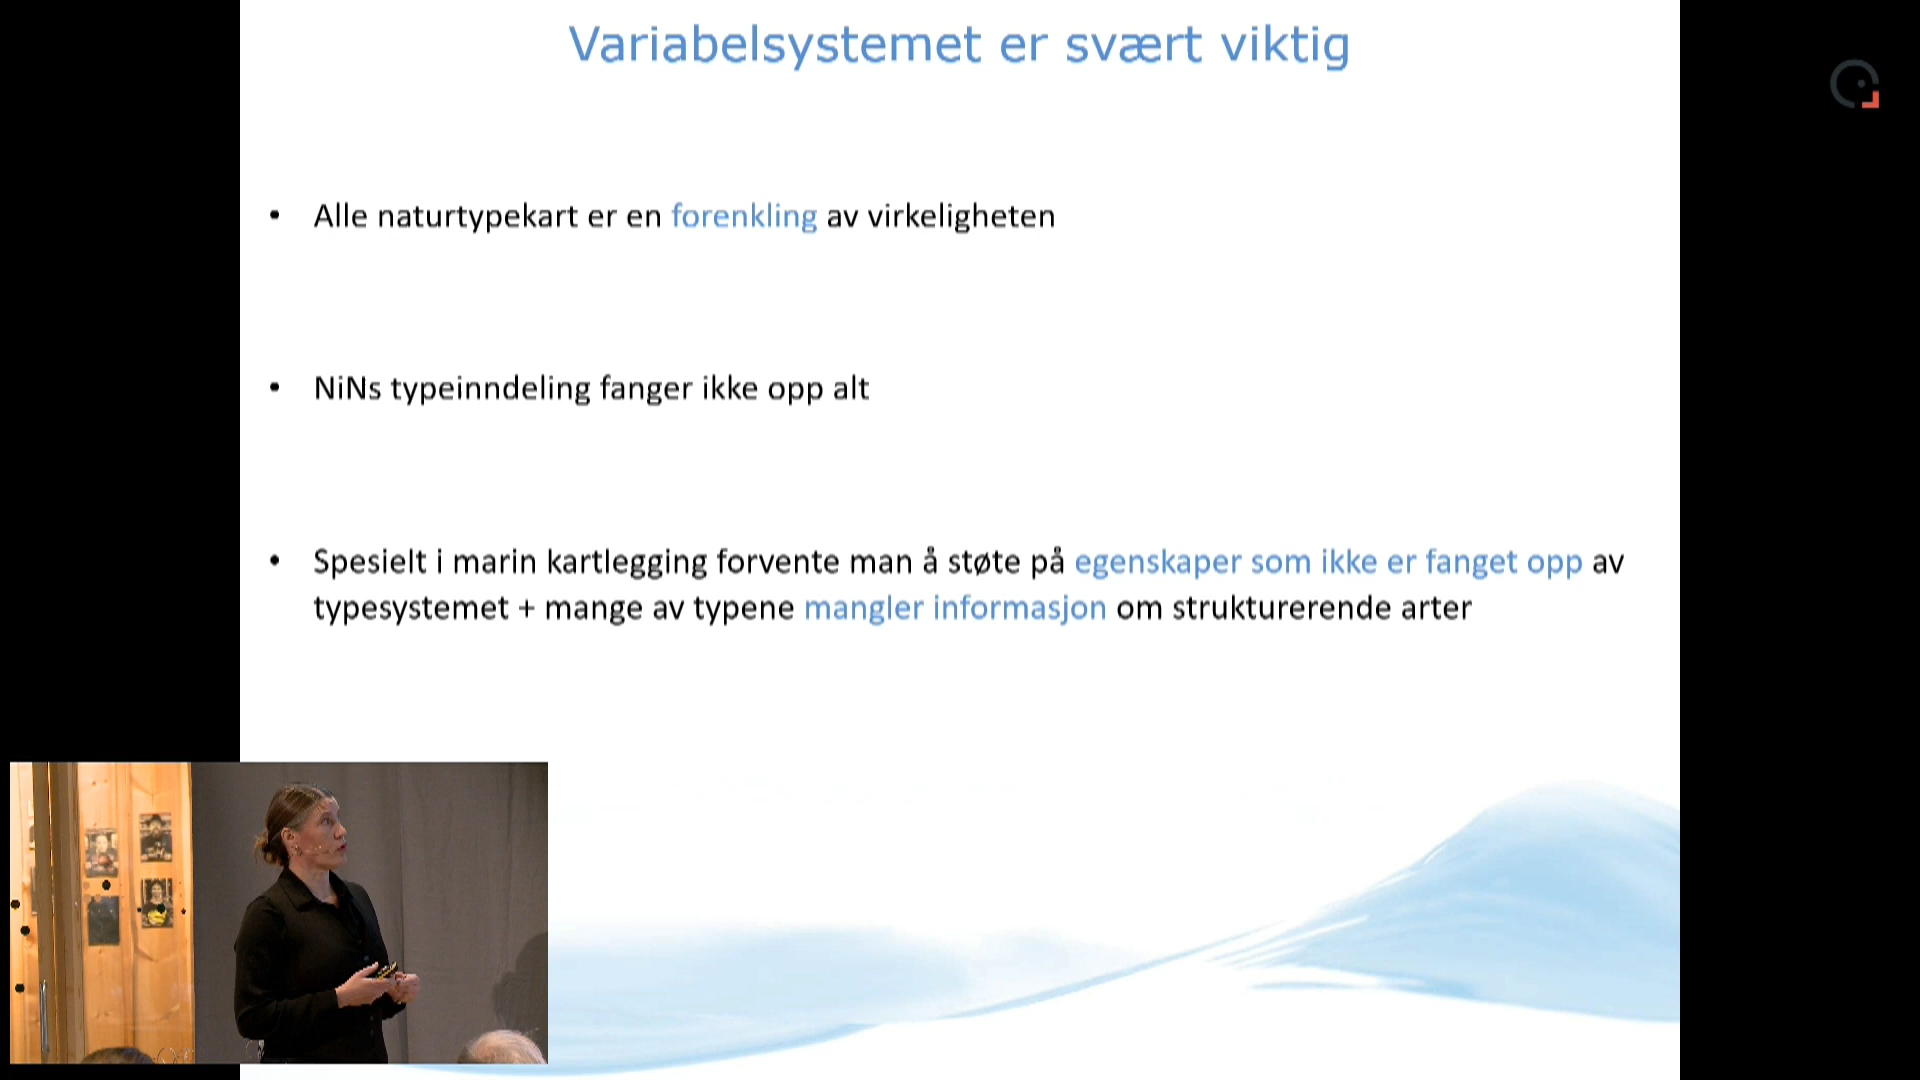 Variabelsystemet er svært viktig
• Alle naturtypekart er en forenkling av virkeligheten
• NiNs typeinndeling fanger ikke opp alt
• Spesielt i marin kartlegging forvente man å støte på egenskaper som ikke er fanget opp av
typesystemet + mange av typene mangler informasjon om strukturerende arter